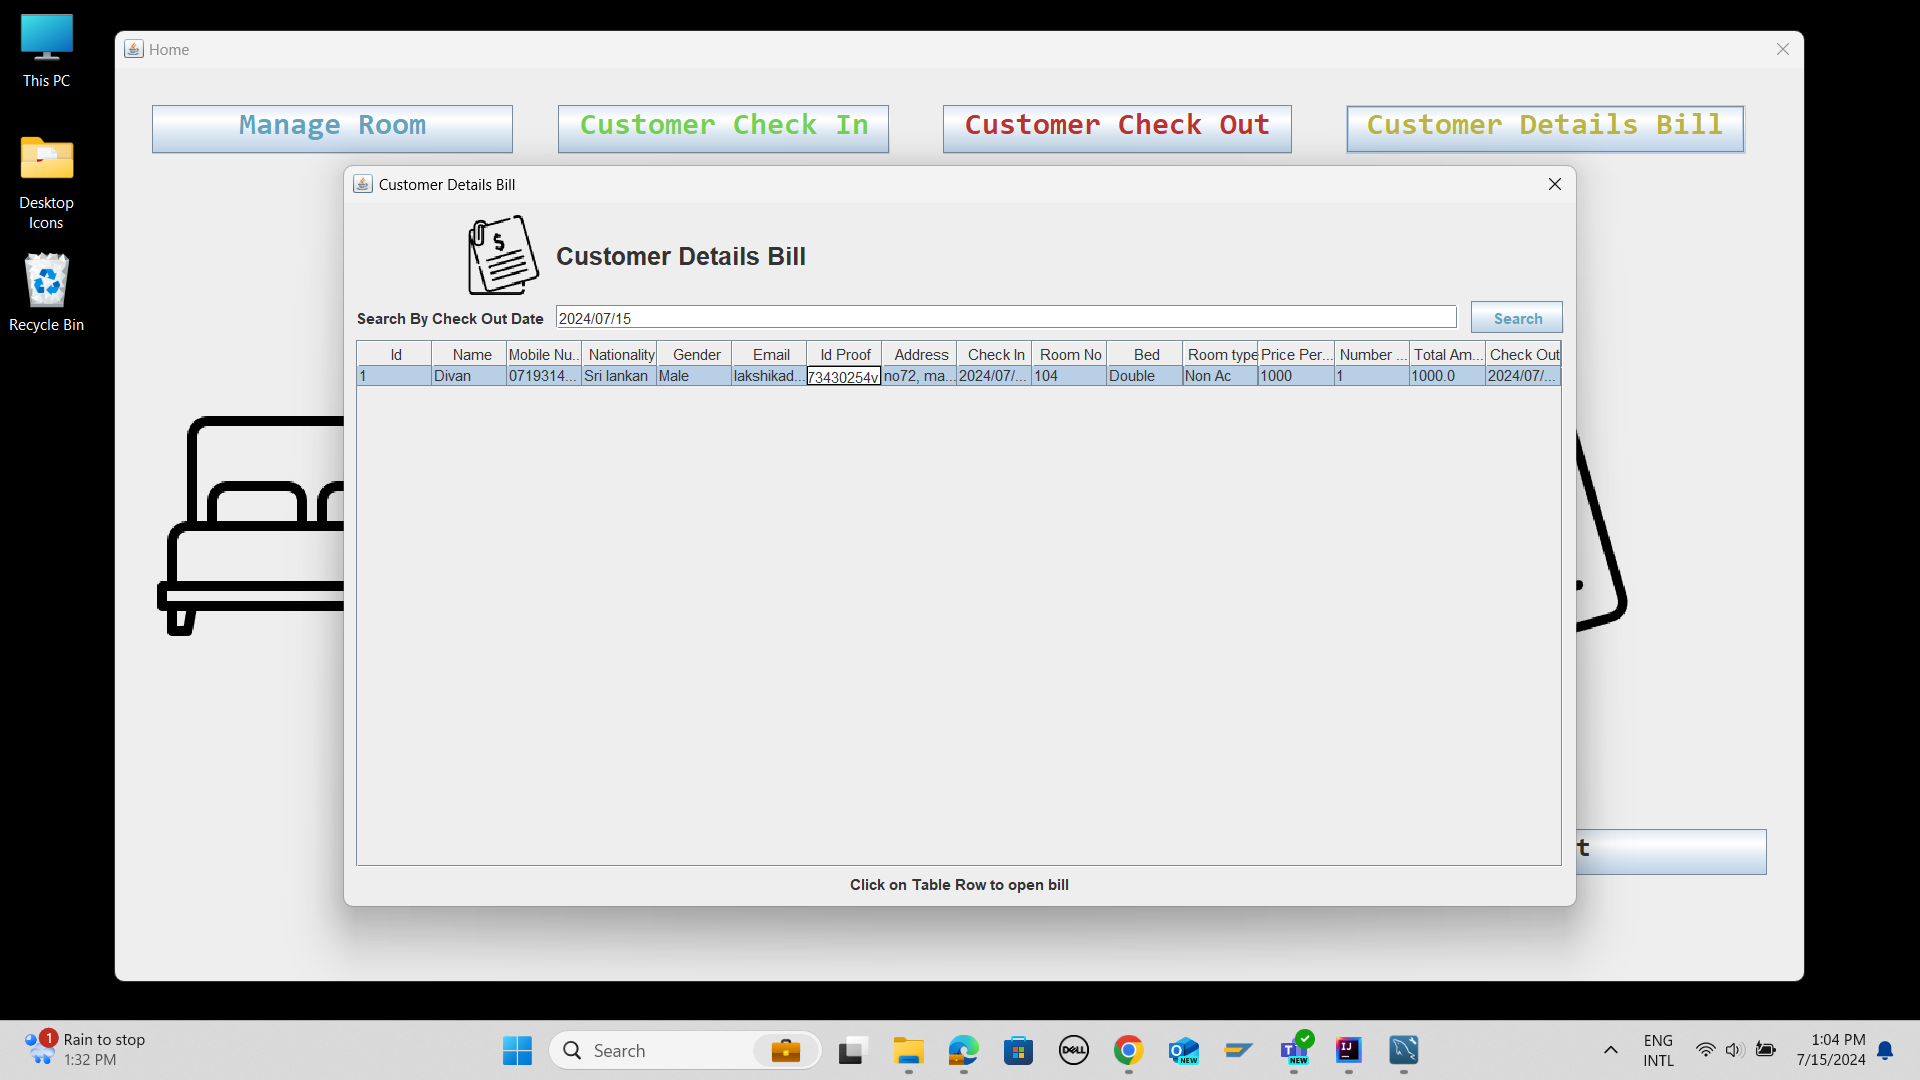 This PC
Desktop
Icons
Recycle Bin
Home
Manage Room
Customer Check In
Customer Check Out
Customer Details Bill
Customer Details Bill
$
Customer Details Bill
Search By Check Out Date
2024/07/15
Search
Id Name Mobile Nu... Nationality Gender Email Id Proof Address Check In Room No Bed Room type Price Per... Number ... Total Am... Check Out
1 Divan 0719314... Sri lankan Male lakshikad... 73430254v no72, ma... 2024/07/... 104 Double Non Ac 1000 1 1000.0 2024/07/...
t
Click on Table Row to open bill
1
Rain to stop
1:32 PM
Search
DELL
NEW
NEW
IJ
ENG
INTL
1:04 PM
7/15/2024